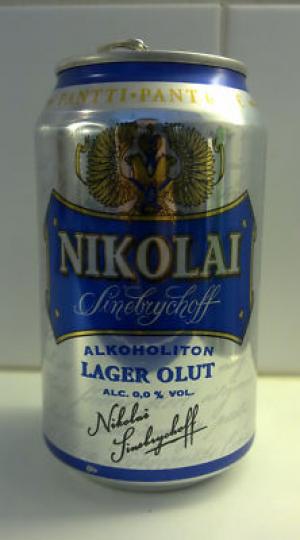 PANTTI • PANT
NIKOLAI
Sinebrychoff
ALKOHOLITON
LAGER OLUT
ALC. 0,0 % VOL.
Nikolai
Sinebrychoff